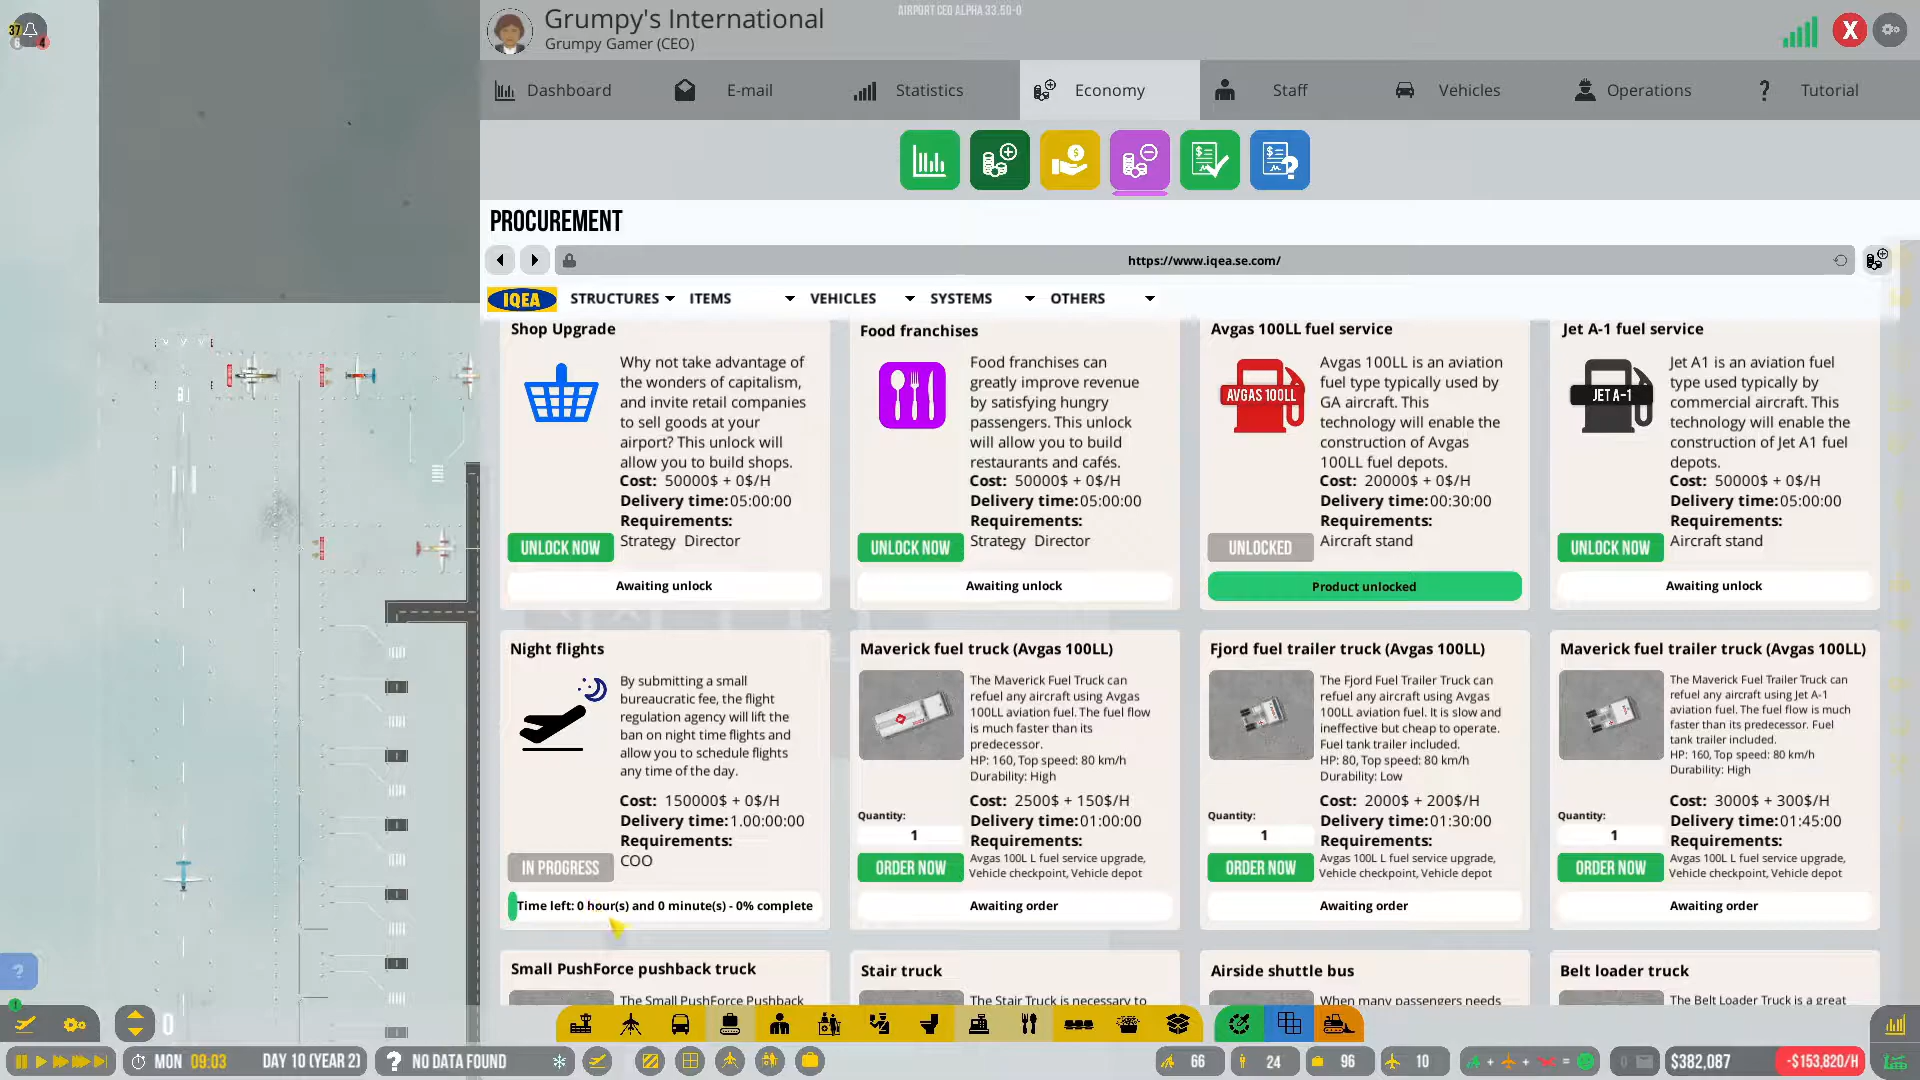 AIRPORT CEO ALPHA 33.60-0
37
6
4
Grumpy's International
Grumpy Gamer (CEO)
X
Dashboard
E-mail
Statistics
Economy
Staff
Vehicles
Operations
Tutorial
PROCUREMENT
https://www.iqea.se.com/
IQEA
STRUCTURES
ITEMS
VEHICLES
SYSTEMS
OTHERS
Shop Upgrade
Why not take advantage of
the wonders of capitalism,
and invite retail companies
to sell goods at your
airport? This unlock will
allow you to build shops.
Cost: 50000$ + 0$/H
Delivery time:05:00:00
Requirements:
Strategy Director
UNLOCK NOW
Awaiting unlock
Food franchises
Food franchises can
greatly improve revenue
by satisfying hungry
passengers. This unlock
will allow you to build
restaurants and cafés.
Cost: 50000$ + 0$/H
Delivery time:05:00:00
Requirements:
Strategy Director
UNLOCK NOW
Awaiting unlock
Avgas 100LL fuel service
AVGAS 100LL
Avgas 100LL is an aviation
fuel type typically used by
GA aircraft. This
technology will enable the
construction of Avgas
100LL fuel depots.
Cost: 20000$ + 0$/H
Delivery time:00:30:00
Requirements:
Aircraft stand
UNLOCKED
Product unlocked
Jet A-1 fuel service
JET A-1
Jet A1 is an aviation fuel
type used typically by
commercial aircraft. This
technology will enable the
construction of Jet A1 fuel
depots.
Cost: 50000$ + 0$/H
Delivery time:05:00:00
Requirements:
Aircraft stand
UNLOCK NOW
Awaiting unlock
Night flights
By submitting a small
bureaucratic fee, the flight
regulation agency will lift the
ban on night time flights and
allow you to schedule flights
any time of the day.
Cost: 150000$ + 0$/H
Delivery time:1.00:00:00
Requirements:
COO
IN PROGRESS
Time left: 0 hour(s) and 0 minute(s) - 0% complete
Maverick fuel truck (Avgas 100LL)
The Maverick Fuel Truck can
refuel any aircraft using Avgas
100LL aviation fuel. The fuel flow
is much faster than its
predecessor.
HP: 160, Top speed: 80 km/h
Durability: High
Quantity:
1
Cost: 2500$ + 150$/H
Delivery time:01:00:00
Requirements:
Avgas 100L L fuel service upgrade,
Vehicle checkpoint, Vehicle depot
ORDER NOW
Awaiting order
Fjord fuel trailer truck (Avgas 100LL)
The Fjord Fuel Trailer Truck can
refuel any aircraft using Avgas
100LL aviation fuel. It is slow and
ineffective but cheap to operate.
Fuel tank trailer included.
HP: 80, Top speed: 80 km/h
Durability: Low
Quantity:
1
Cost: 2000$ + 200$/H
Delivery time:01:30:00
Requirements:
Avgas 100L L fuel service upgrade,
Vehicle checkpoint, Vehicle depot
ORDER NOW
Awaiting order
Maverick fuel trailer truck (Avgas 100LL)
The Maverick Fuel Trailer Truck can
refuel any aircraft using Jet A-1
aviation fuel. The fuel flow is much
faster than its predecessor. Fuel
tank trailer included.
HP: 160, Top speed: 80 km/h
Durability: High
Quantity:
1
Cost: 3000$ + 300$/H
Delivery time:01:45:00
Requirements:
Avgas 100L L fuel service upgrade,
Vehicle checkpoint, Vehicle depot
ORDER NOW
Awaiting order
Small PushForce pushback truck
The Small PushForce Pushback
Stair truck
The Stair Truck is necessary to
Airside shuttle bus
When many passengers needs
Belt loader truck
The Belt Loader Truck is a great
?
0
MON 09:03 DAY 10 (YEAR 2)
? NO DATA FOUND
66
24
96
10
0
$382,087
-$153,820/H